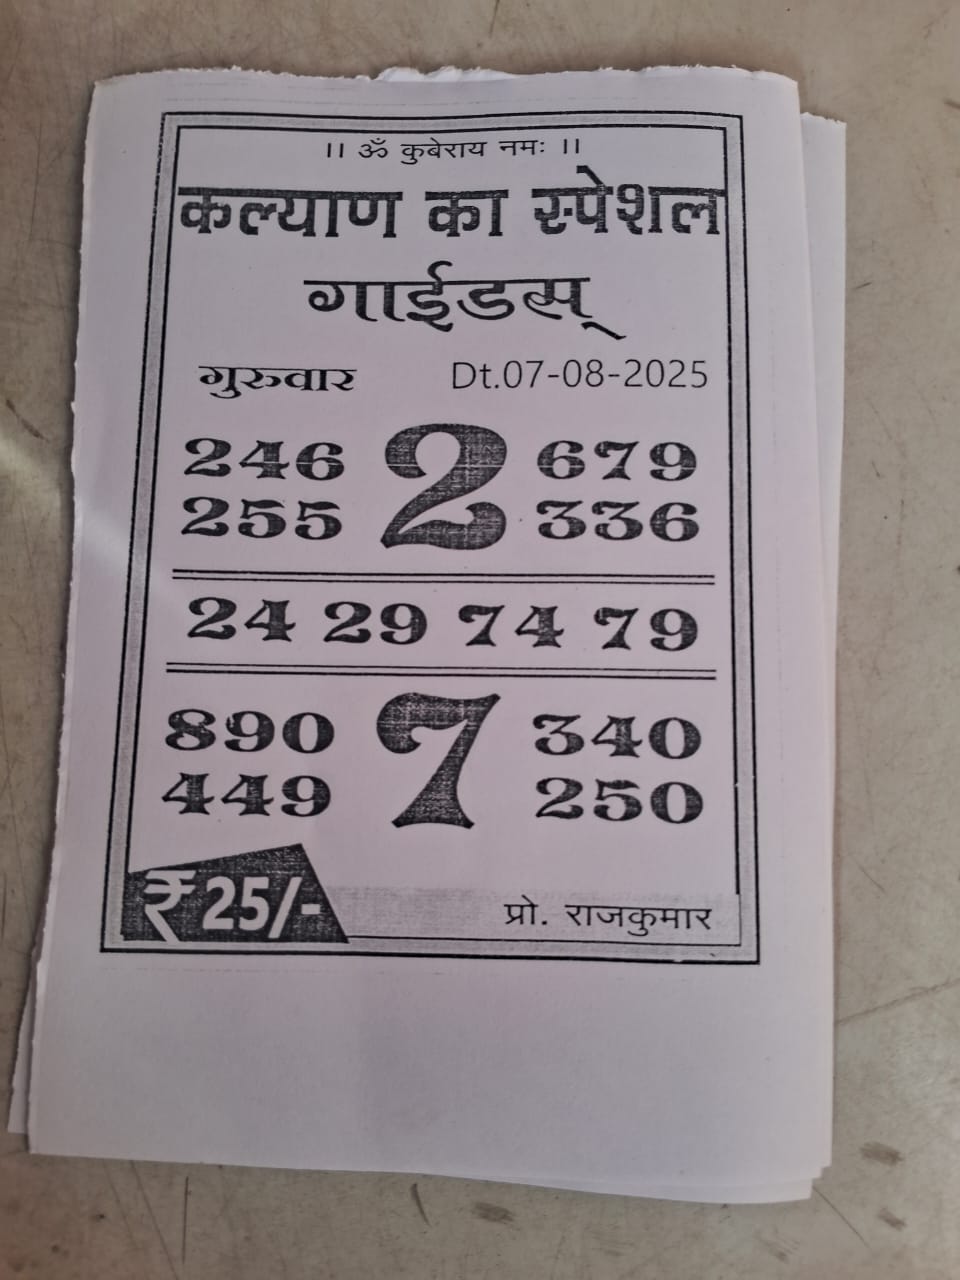 ।। ॐ कुबेराय नमः ।।
कल्याण का स्पेशल
गाईडस्
गुरुवार Dt.07-08-2025
246 2 679
255 336
24 29 74 79
890 7 340
449 250
₹ 25/-
प्रो. राजकुमार